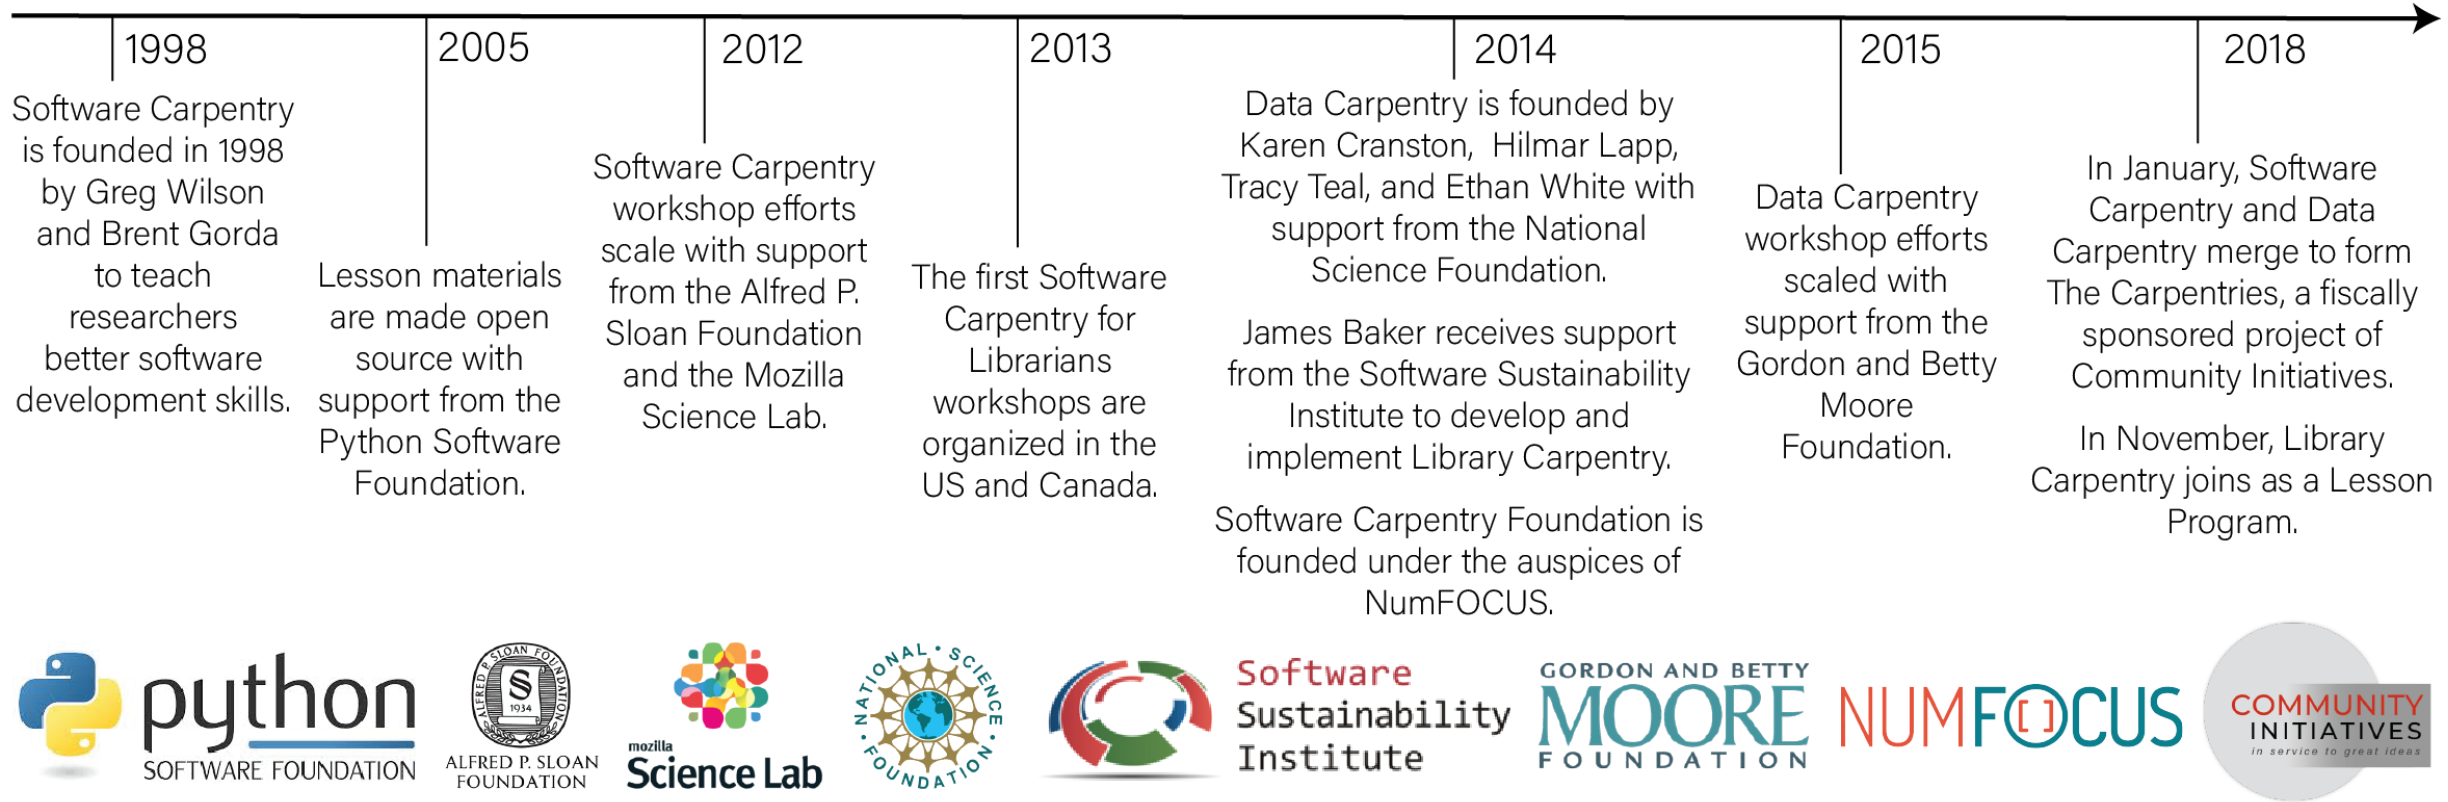 1998
Software Carpentry
is founded in 1998
by Greg Wilson
and Brent Gorda
to teach
researchers
better software
development skills.
2005
Lesson materials
are made open
source with
support from the
Python Software
Foundation.
2012
Software Carpentry
workshop efforts
scale with support
from the Alfred P.
Sloan Foundation
and the Mozilla
Science Lab.
2013
The first Software
Carpentry for
Librarians
workshops are
organized in the
US and Canada.
2014
Data Carpentry is founded by
Karen Cranston, Hilmar Lapp,
Tracy Teal, and Ethan White with
support from the National
Science Foundation.
James Baker receives support
from the Software Sustainability
Institute to develop and
implement Library Carpentry.
Software Carpentry Foundation is
founded under the auspices of
NumFOCUS.
2015
Data Carpentry
workshop efforts
scaled with
support from the
Gordon and Betty
Moore
Foundation.
2018
In January, Software
Carpentry and Data
Carpentry merge to form
The Carpentries, a fiscally
sponsored project of
Community Initiatives.
In November, Library
Carpentry joins as a Lesson
Program.
python
SOFTWARE FOUNDATION
ALFRED P. SLOAN FOUNDATION
1934
ALFRED P. SLOAN
FOUNDATION
mozilla
Science Lab
NATIONAL • SCIENCE • FOUNDATION •
Software
Sustainability
Institute
GORDON AND BETTY
MOORE
FOUNDATION
NUMFOCUS
COMMUNITY
INITIATIVES
in service to great ideas